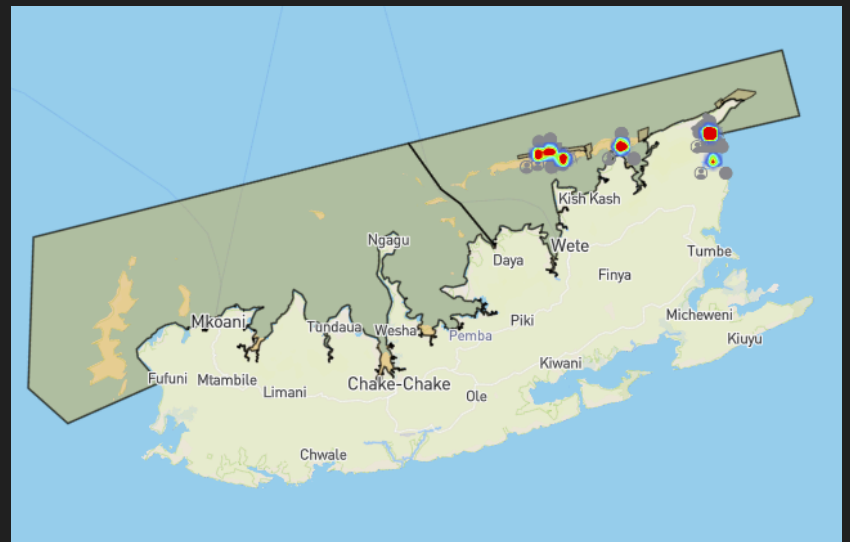 Kish Kash
Ngagu
Wete
Daya
Tumbe
Finya
Mkoani
Tundaua
Wesha
Pemba
Piki
Micheweni
Kiuyu
Fufuni
Mtambile
Limani
Chake-Chake
Kiwani
Ole
Chwale